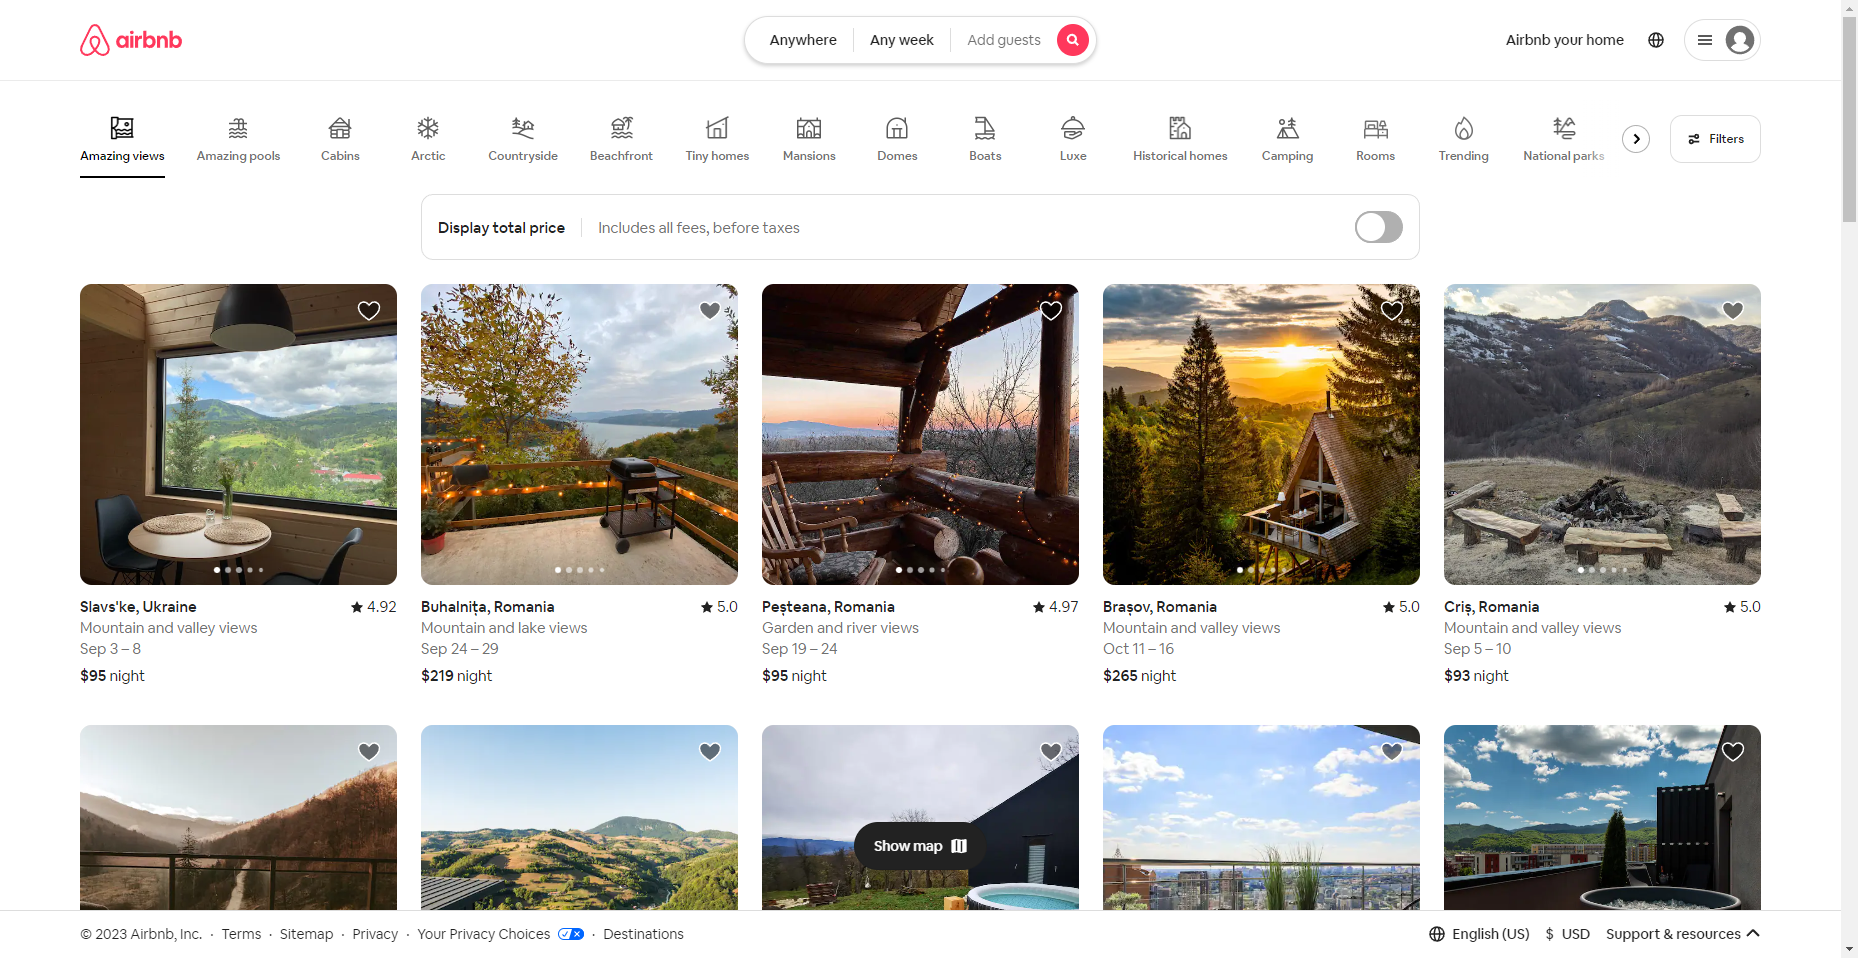 airbnb
Anywhere
Any week
Add guests
Airbnb your home
Amazing views
Amazing pools
Cabins
Arctic
Countryside
Beachfront
Tiny homes
Mansions
Domes
Boats
Luxe
Historical homes
Camping
Rooms
Trending
National parks
Filters
Display total price
Includes all fees, before taxes
Slavs'ke, Ukraine
4.92
Mountain and valley views
Sep 3 – 8
$95 night
Buhalnița, Romania
5.0
Mountain and lake views
Sep 24 – 29
$219 night
Peșteana, Romania
4.97
Garden and river views
Sep 19 – 24
$95 night
Brașov, Romania
5.0
Mountain and valley views
Oct 11 – 16
$265 night
Criș, Romania
5.0
Mountain and valley views
Sep 5 – 10
$93 night
Show map
© 2023 Airbnb, Inc. · Terms · Sitemap · Privacy · Your Privacy Choices · Destinations
English (US)
$ USD
Support & resources